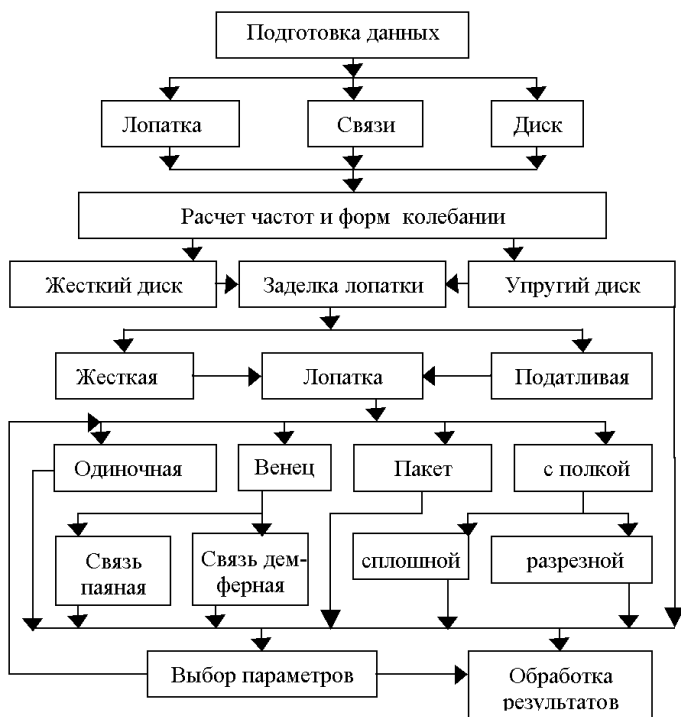 Подготовка данных
Лопатка
Связи
Диск
Расчет частот и форм колебании
Жесткий диск
Заделка лопатки
Упругий диск
Жесткая
Лопатка
Податливая
Одиночная
Венец
Пакет
с полкой
Связь
паяная
Связь дем-
ферная
сплошной
разрезной
Выбор параметров
Обработка
результатов